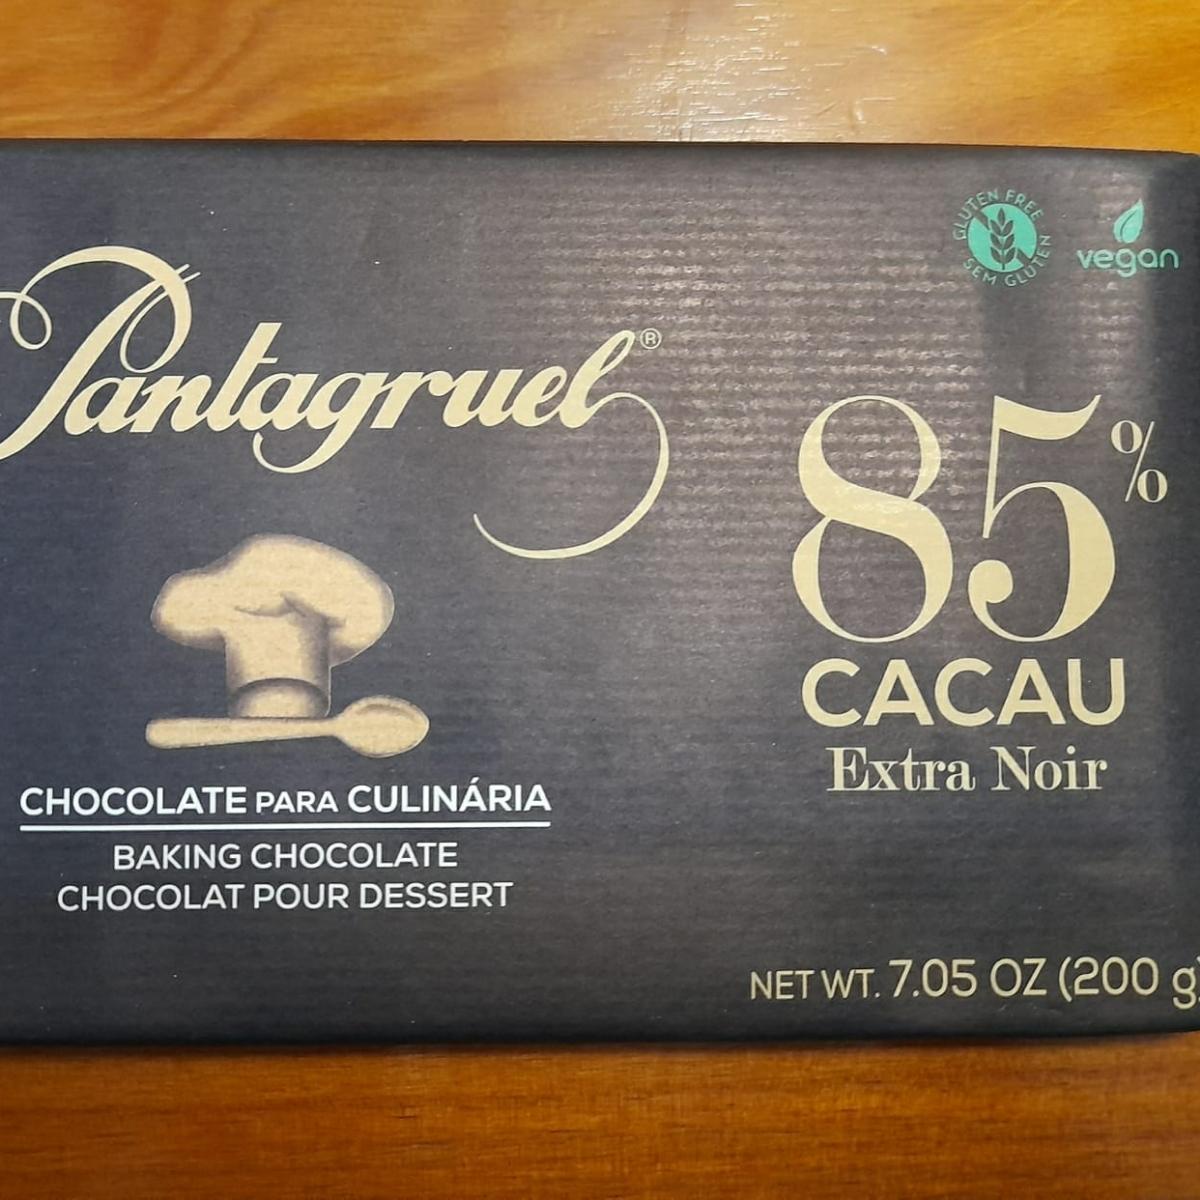 GLUTEN FREE
SEM GLUTEN
vegan
Pantagruel®
85%
CACAU
Extra Noir
CHOCOLATE PARA CULINÁRIA
BAKING CHOCOLATE
CHOCOLAT POUR DESSERT
NET WT. 7.05 OZ (200 g)